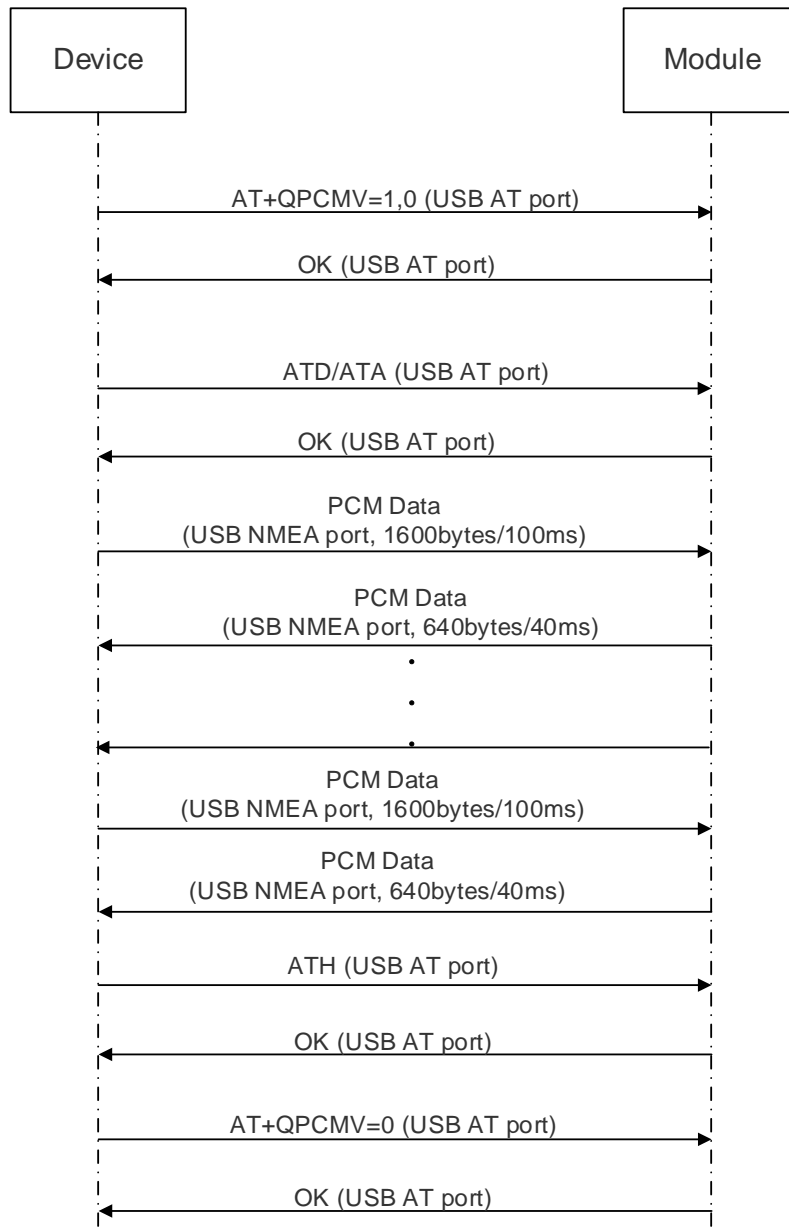 Device
Module
AT+QPCMV=1,0 (USB AT port)
OK (USB AT port)
ATD/ATA (USB AT port)
OK (USB AT port)
PCM Data
(USB NMEA port, 1600bytes/100ms)
PCM Data
(USB NMEA port, 640bytes/40ms)
.
.
.
PCM Data
(USB NMEA port, 1600bytes/100ms)
PCM Data
(USB NMEA port, 640bytes/40ms)
ATH (USB AT port)
OK (USB AT port)
AT+QPCMV=0 (USB AT port)
OK (USB AT port)